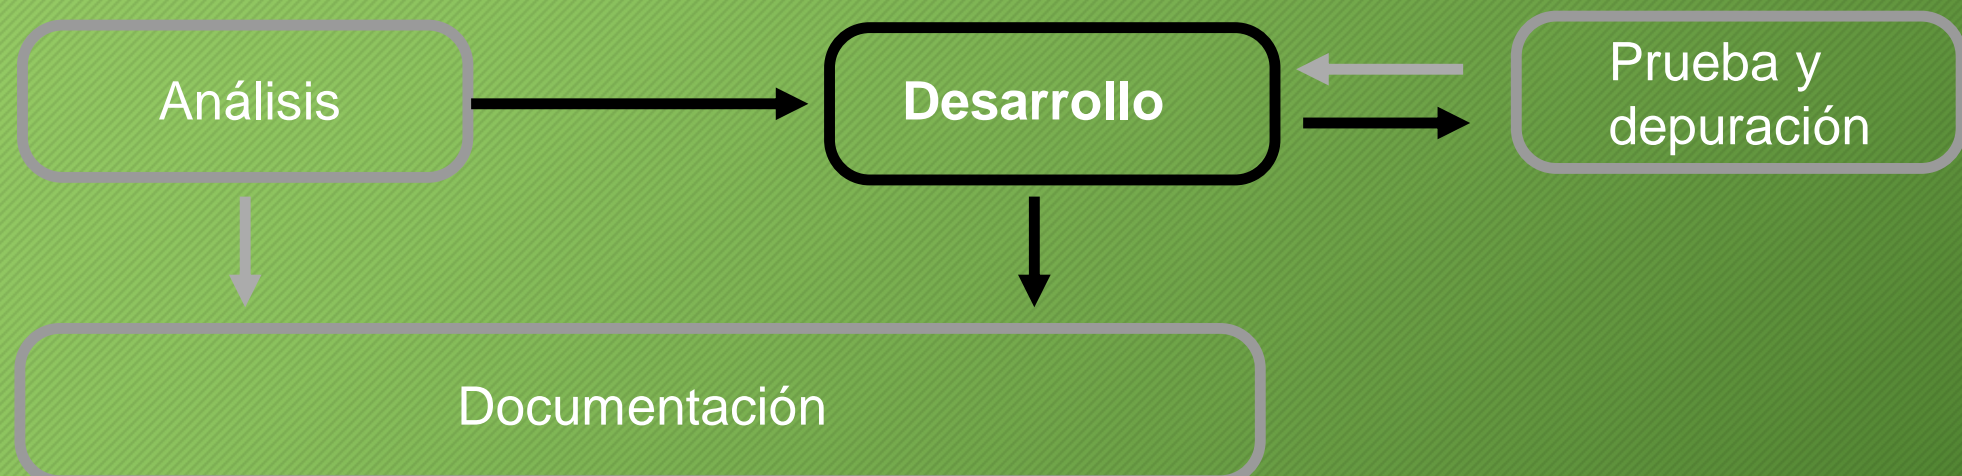 Análisis
Desarrollo
Prueba y
depuración
Documentación